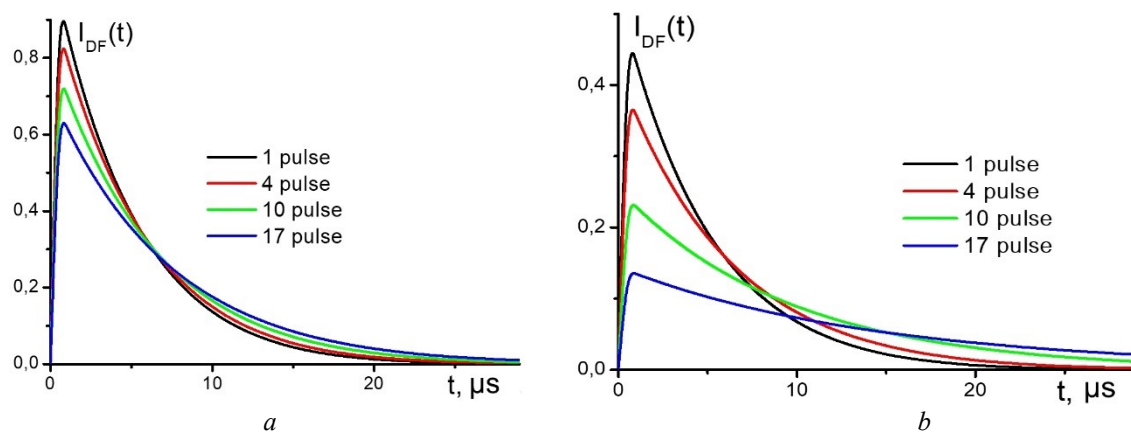 I_DF(t)
0,8
0,6
0,4
0,2
0,0
1 pulse
4 pulse
10 pulse
17 pulse
0
10
20
t, μs
a
I_DF(t)
0,4
0,2
0,0
1 pulse
4 pulse
10 pulse
17 pulse
0
10
20
t, μs
b